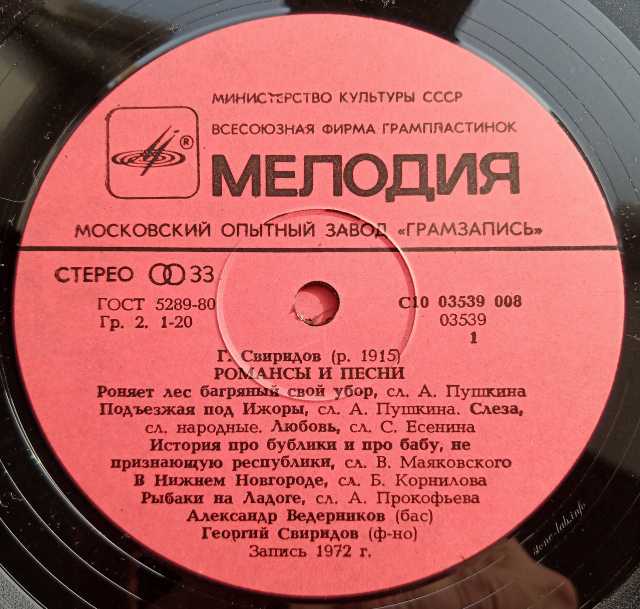 МИНИСТЕРСТВО КУЛЬТУРЫ СССР
ВСЕСОЮЗНАЯ ФИРМА ГРАМПЛАСТИНОК
®
МЕЛОДИЯ
МОСКОВСКИЙ ОПЫТНЫЙ ЗАВОД «ГРАМЗАПИСЬ»
СТЕРЕО 33
ГОСТ 5289-80 С10 03539 008
Гр. 2. 1-20 03539
1
Г. Свиридов (р. 1915)
РОМАНСЫ И ПЕСНИ
Роняет лес багряный свой убор, сл. А. Пушкина
Подъезжая под Ижоры, сл. А. Пушкина. Слеза,
сл. народные. Любовь, сл. С. Есенина
История про бублики и про бабу, не
признающую республики, сл. В. Маяковского
В Нижнем Новгороде, сл. Б. Корнилова
Рыбаки на Ладоге, сл. А. Прокофьева
Александр Ведерников (бас)
Георгий Свиридов (ф-но)
Запись 1972 г.
stone-lab.info